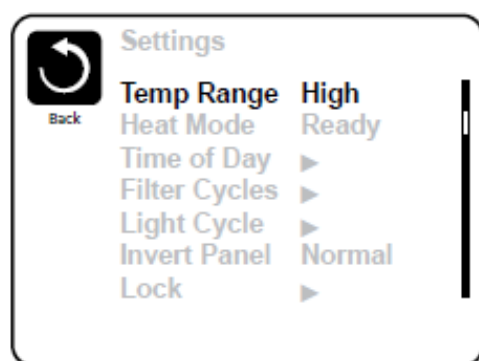 Settings
Back
Temp Range High
Heat Mode Ready
Time of Day ▶
Filter Cycles ▶
Light Cycle ▶
Invert Panel Normal
Lock ▶